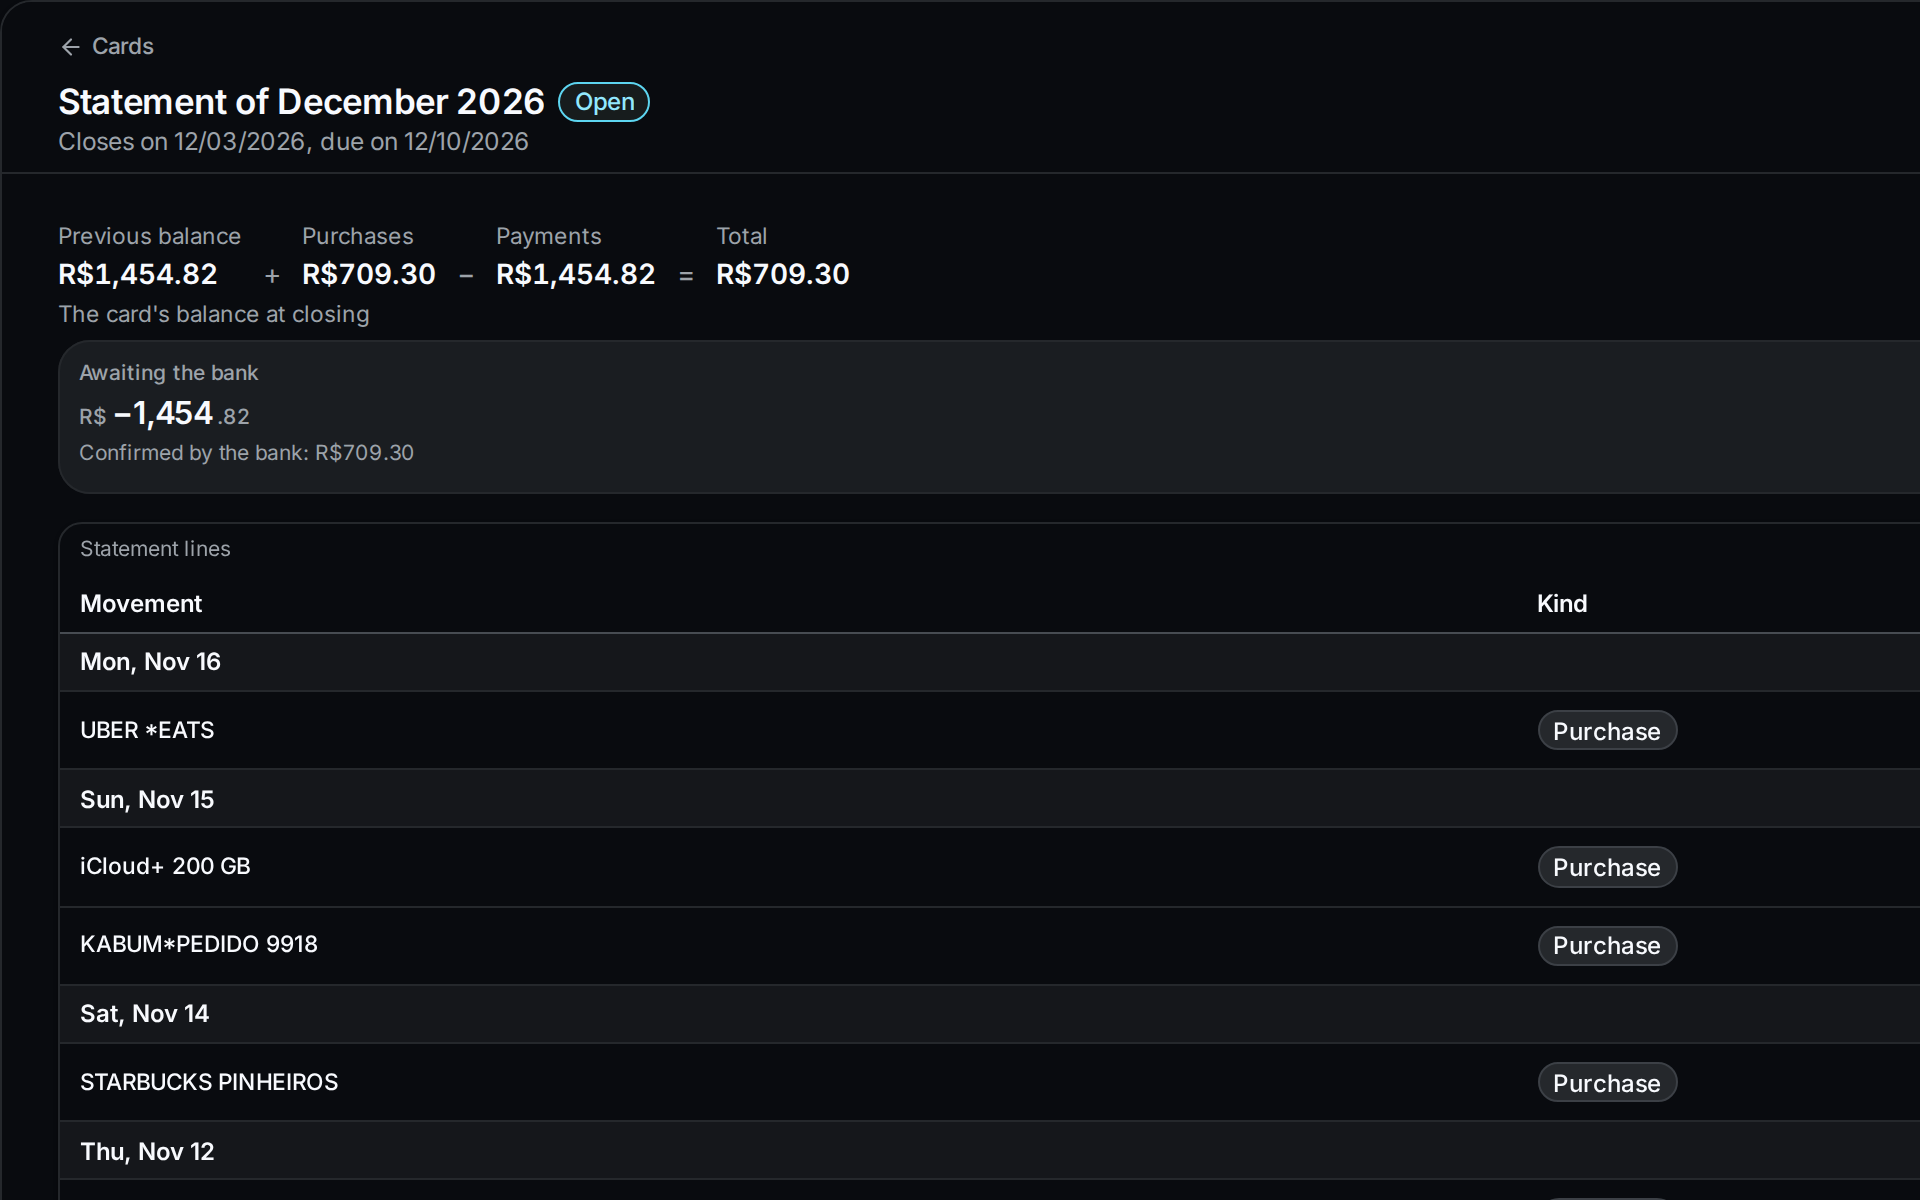 ← Cards
Statement of December 2026 Open
Closes on 12/03/2026, due on 12/10/2026
Previous balance Purchases Payments Total
R$1,454.82 + R$709.30 − R$1,454.82 = R$709.30
The card's balance at closing
Awaiting the bank
R$ −1,454.82
Confirmed by the bank: R$709.30
Statement lines
Movement Kind
Mon, Nov 16
UBER *EATS Purchase
Sun, Nov 15
iCloud+ 200 GB Purchase
KABUM*PEDIDO 9918 Purchase
Sat, Nov 14
STARBUCKS PINHEIROS Purchase
Thu, Nov 12